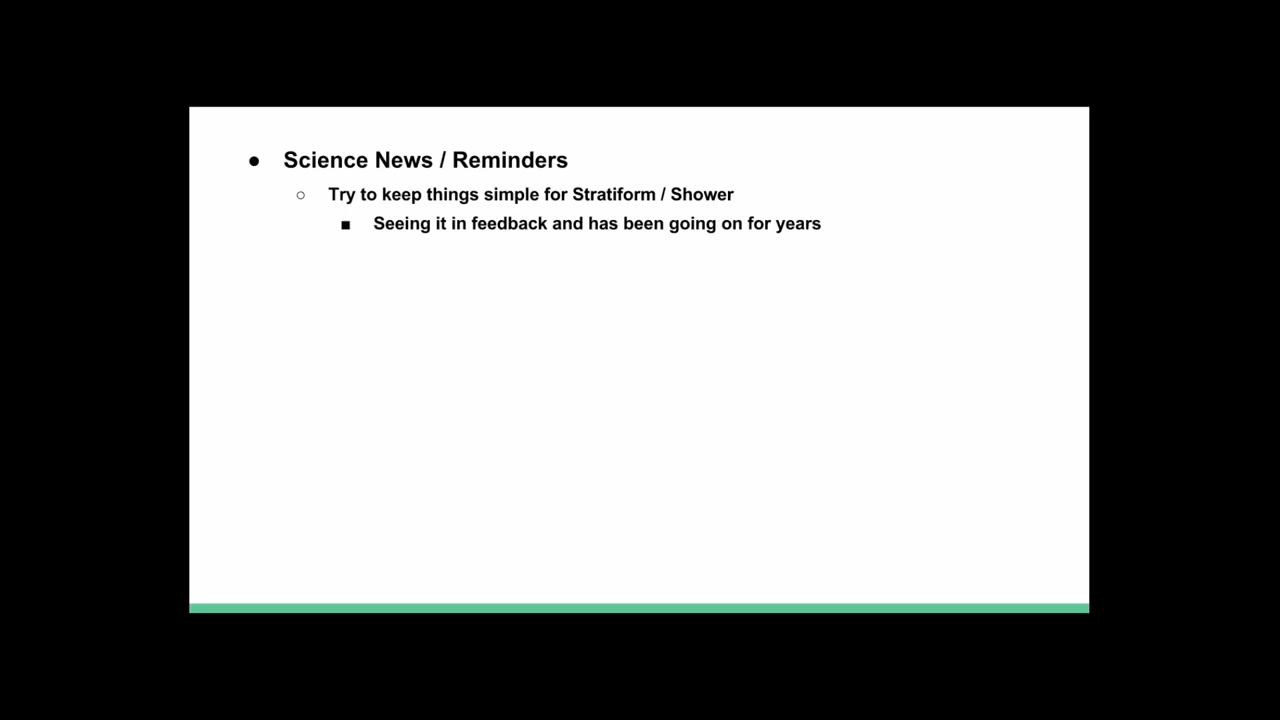 ● Science News / Reminders
○ Try to keep things simple for Stratiform / Shower
■ Seeing it in feedback and has been going on for years